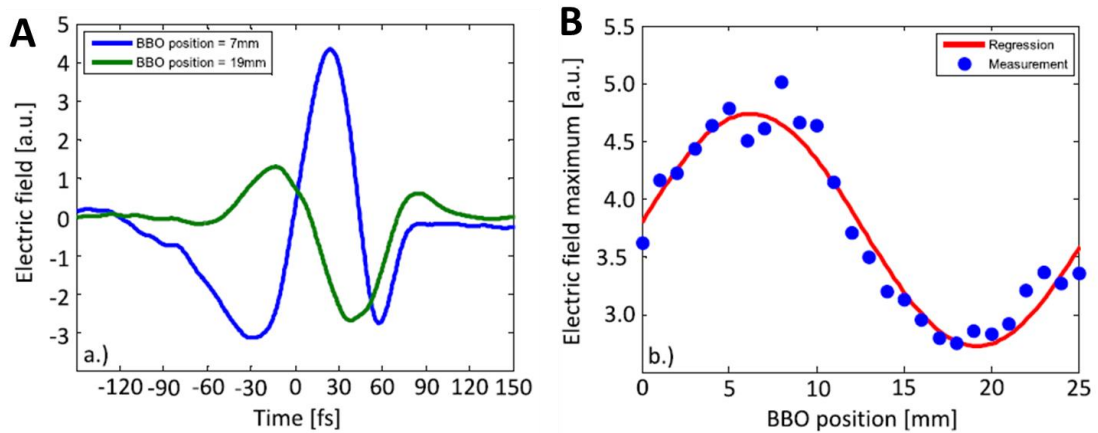 A
Electric field [a.u.]
5
4
3
2
1
0
-1
-2
-3
BBO position = 7mm
BBO position = 19mm
a.)
-120 -90 -60 -30 0 30 60 90 120 150
Time [fs]
B
Electric field maximum [a.u.]
5.0
4.5
4.0
3.5
3.0
Regression
Measurement
b.)
0 5 10 15 20 25
BBO position [mm]